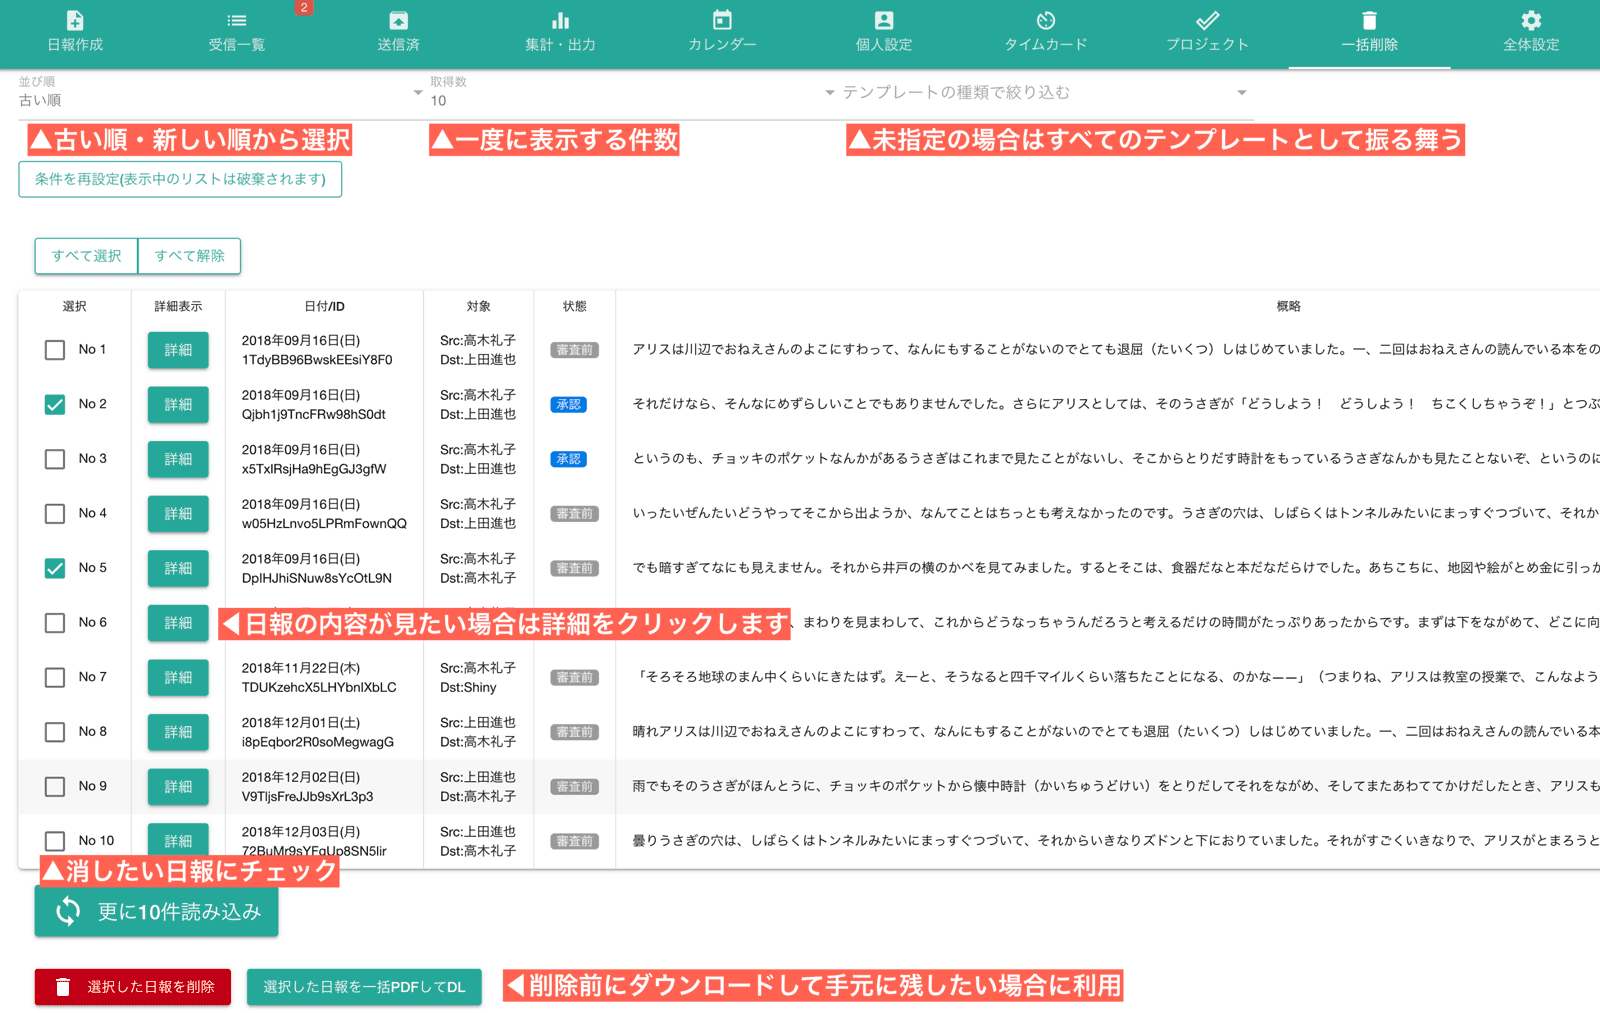 2
日報作成
受信一覧
送信済
集計・出力
カレンダー
個人設定
タイムカード
プロジェクト
一括削除
全体設定
並び順
古い順
取得数
10
テンプレートの種類で絞り込む
▲古い順・新しい順から選択
▲一度に表示する件数
▲未指定の場合はすべてのテンプレートとして振る舞う
条件を再設定(表示中のリストは破棄されます)
すべて選択
すべて解除
選択 詳細表示 日付/ID 対象 状態 概略
No 1 詳細
2018年09月16日(日)
1TdyBB96BwskEEsiY8F0
Src:高木礼子
Dst:上田進也
審査前
アリスは川辺でおねえさんのよこにすわって、なんにもすることがないのでとても退屈（たいくつ）しはじめていました。一、二回はおねえさんの読んでいる本をの
No 2 詳細
2018年09月16日(日)
Qjbh1j9TncFRw98hS0dt
Src:高木礼子
Dst:上田進也
承認
それだけなら、そんなにめずらしいことでもありませんでした。さらにアリスとしては、そのうさぎが「どうしよう！　どうしよう！　ちこくしちゃうぞ！」とつぶ
No 3 詳細
2018年09月16日(日)
x5TxlRsjHa9hEgGJ3gfW
Src:高木礼子
Dst:上田進也
承認
というのも、チョッキのポケットなんかがあるうさぎはこれまで見たことがないし、そこからとりだす時計をもっているうさぎなんかも見たことないぞ、というのに
No 4 詳細
2018年09月16日(日)
w05HzLnvo5LPRmFownQQ
Src:高木礼子
Dst:上田進也
審査前
いったいぜんたいどうやってそこから出ようか、なんてことはちっとも考えなかったのです。うさぎの穴は、しばらくはトンネルみたいにまっすぐつづいて、それか
No 5 詳細
2018年09月16日(日)
DpIHJhiSNuw8sYcOtL9N
Src:高木礼子
Dst:高木礼子
審査前
でも暗すぎてなにも見えません。それから井戸の横のかべを見てみました。するとそこは、食器だなと本だなだらけでした。あちこちに、地図や絵がとめ金に引っか
No 6 詳細
◀日報の内容が見たい場合は詳細をクリックします
、まわりを見まわして、これからどうなっちゃうんだろうと考えるだけの時間がたっぷりあったからです。まずは下をながめて、どこに向
No 7 詳細
2018年11月22日(木)
TDUKzehcX5LHYbnIXbLC
Src:高木礼子
Dst:Shiny
審査前
「そろそろ地球のまん中くらいにきたはず。えーと、そうなると四千マイルくらい落ちたことになる、のかなーー」（つまりね、アリスは教室の授業で、こんなよう
No 8 詳細
2018年12月01日(土)
i8pEqbor2R0soMegwagG
Src:上田進也
Dst:高木礼子
審査前
晴れアリスは川辺でおねえさんのよこにすわって、なんにもすることがないのでとても退屈（たいくつ）しはじめていました。一、二回はおねえさんの読んでいる本
No 9 詳細
2018年12月02日(日)
V9TljsFreJJb9sXrL3p3
Src:上田進也
Dst:高木礼子
審査前
雨でもそのうさぎがほんとうに、チョッキのポケットから懐中時計（かいちゅうどけい）をとりだしてそれをながめ、そしてまたあわててかけだしたとき、アリスも
No 10 詳細
2018年12月03日(月)
72BuMr9sYFgUp8SN5lir
Src:上田進也
Dst:高木礼子
審査前
曇りうさぎの穴は、しばらくはトンネルみたいにまっすぐつづいて、それからいきなりズドンと下におりていました。それがすごくいきなりで、アリスがとまろうと
▲消したい日報にチェック
更に10件読み込み
選択した日報を削除
選択した日報を一括PDFしてDL
◀削除前にダウンロードして手元に残したい場合に利用